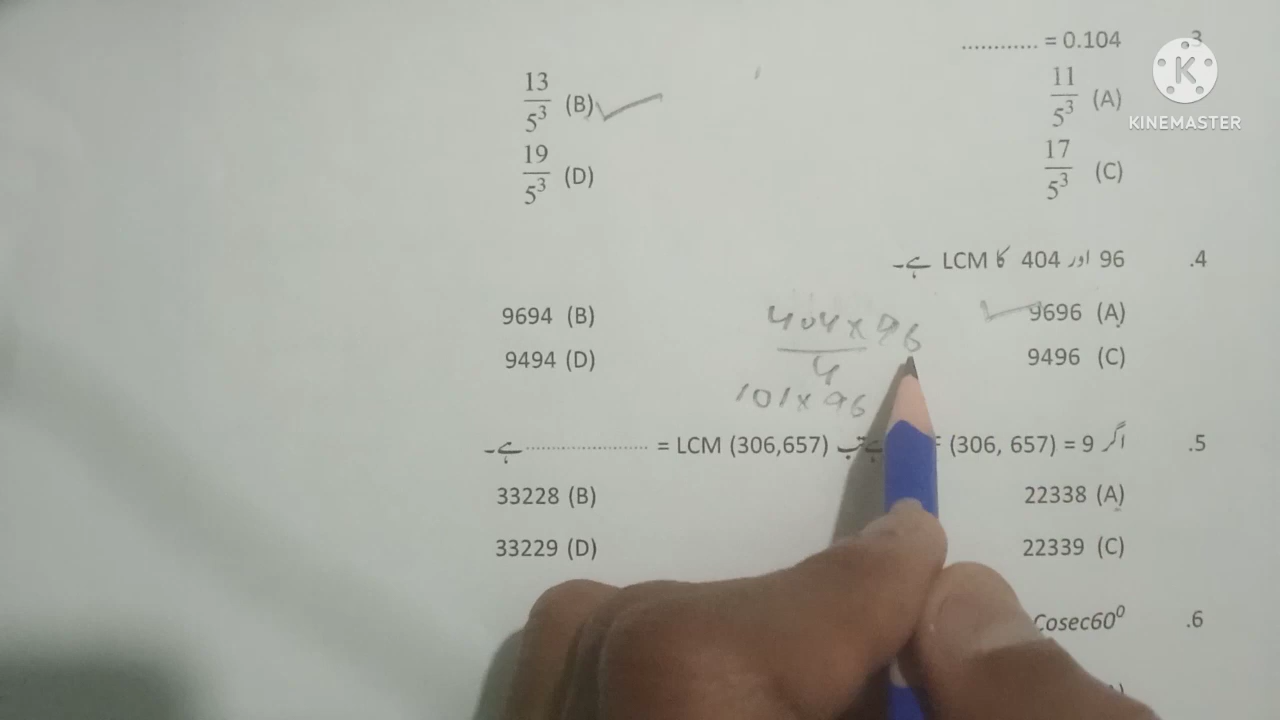 .3 ............ = 0.104
KINEMASTER
(A) 11/5³ (B) 13/5³
(C) 17/5³ (D) 19/5³
.4 96 اور 404 کا LCM ہے۔
(A) 9696 (B) 9694
(C) 9496 (D) 9494
404 × 96
4
101 × 96
.5 اگر (306, 657) = 9 ہے تب LCM (306,657) = ........................ ہے۔
(A) 22338 (B) 33228
(C) 22339 (D) 33229
.6 Cosec60⁰